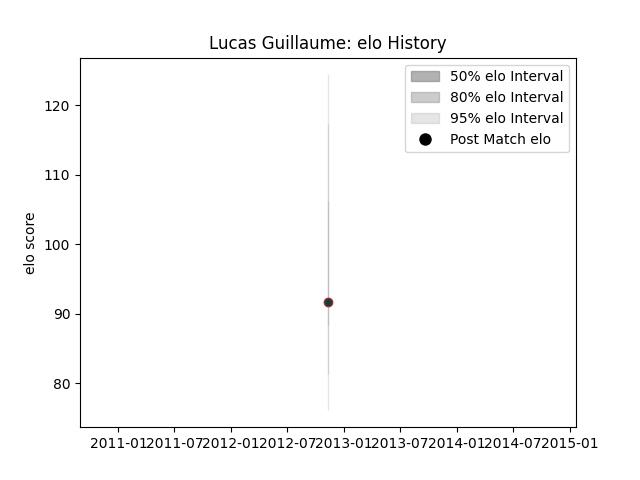 Lucas Guillaume: elo History
50% elo Interval
80% elo Interval
95% elo Interval
Post Match elo
elo score
120
110
100
90
80
2011-01 2011-07 2012-01 2012-07 2013-01 2013-07 2014-01 2014-07 2015-01